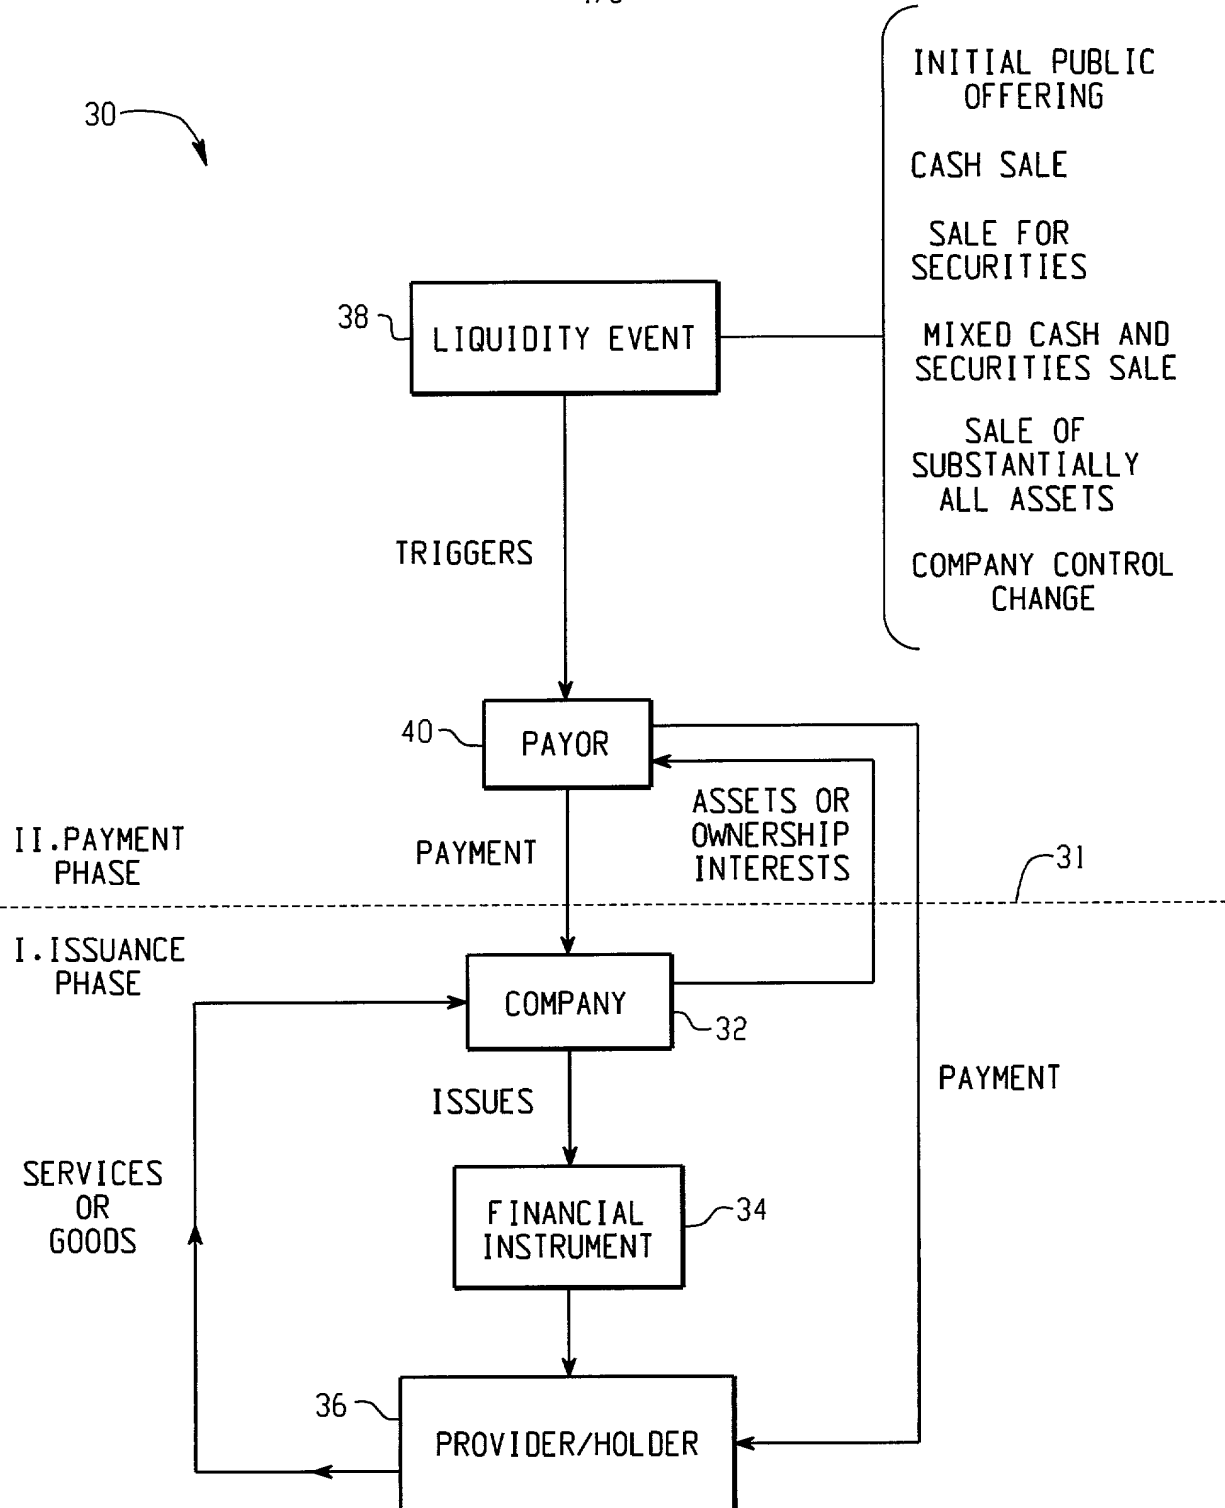 INITIAL PUBLIC
OFFERING
30
CASH SALE
SALE FOR
SECURITIES
38
LIQUIDITY EVENT
MIXED CASH AND
SECURITIES SALE
SALE OF
SUBSTANTIALLY
ALL ASSETS
TRIGGERS
COMPANY CONTROL
CHANGE
40
PAYOR
ASSETS OR
OWNERSHIP
INTERESTS
II.PAYMENT
PHASE
PAYMENT
31
I.ISSUANCE
PHASE
COMPANY
32
PAYMENT
ISSUES
SERVICES
OR
GOODS
FINANCIAL
INSTRUMENT
34
36
PROVIDER/HOLDER